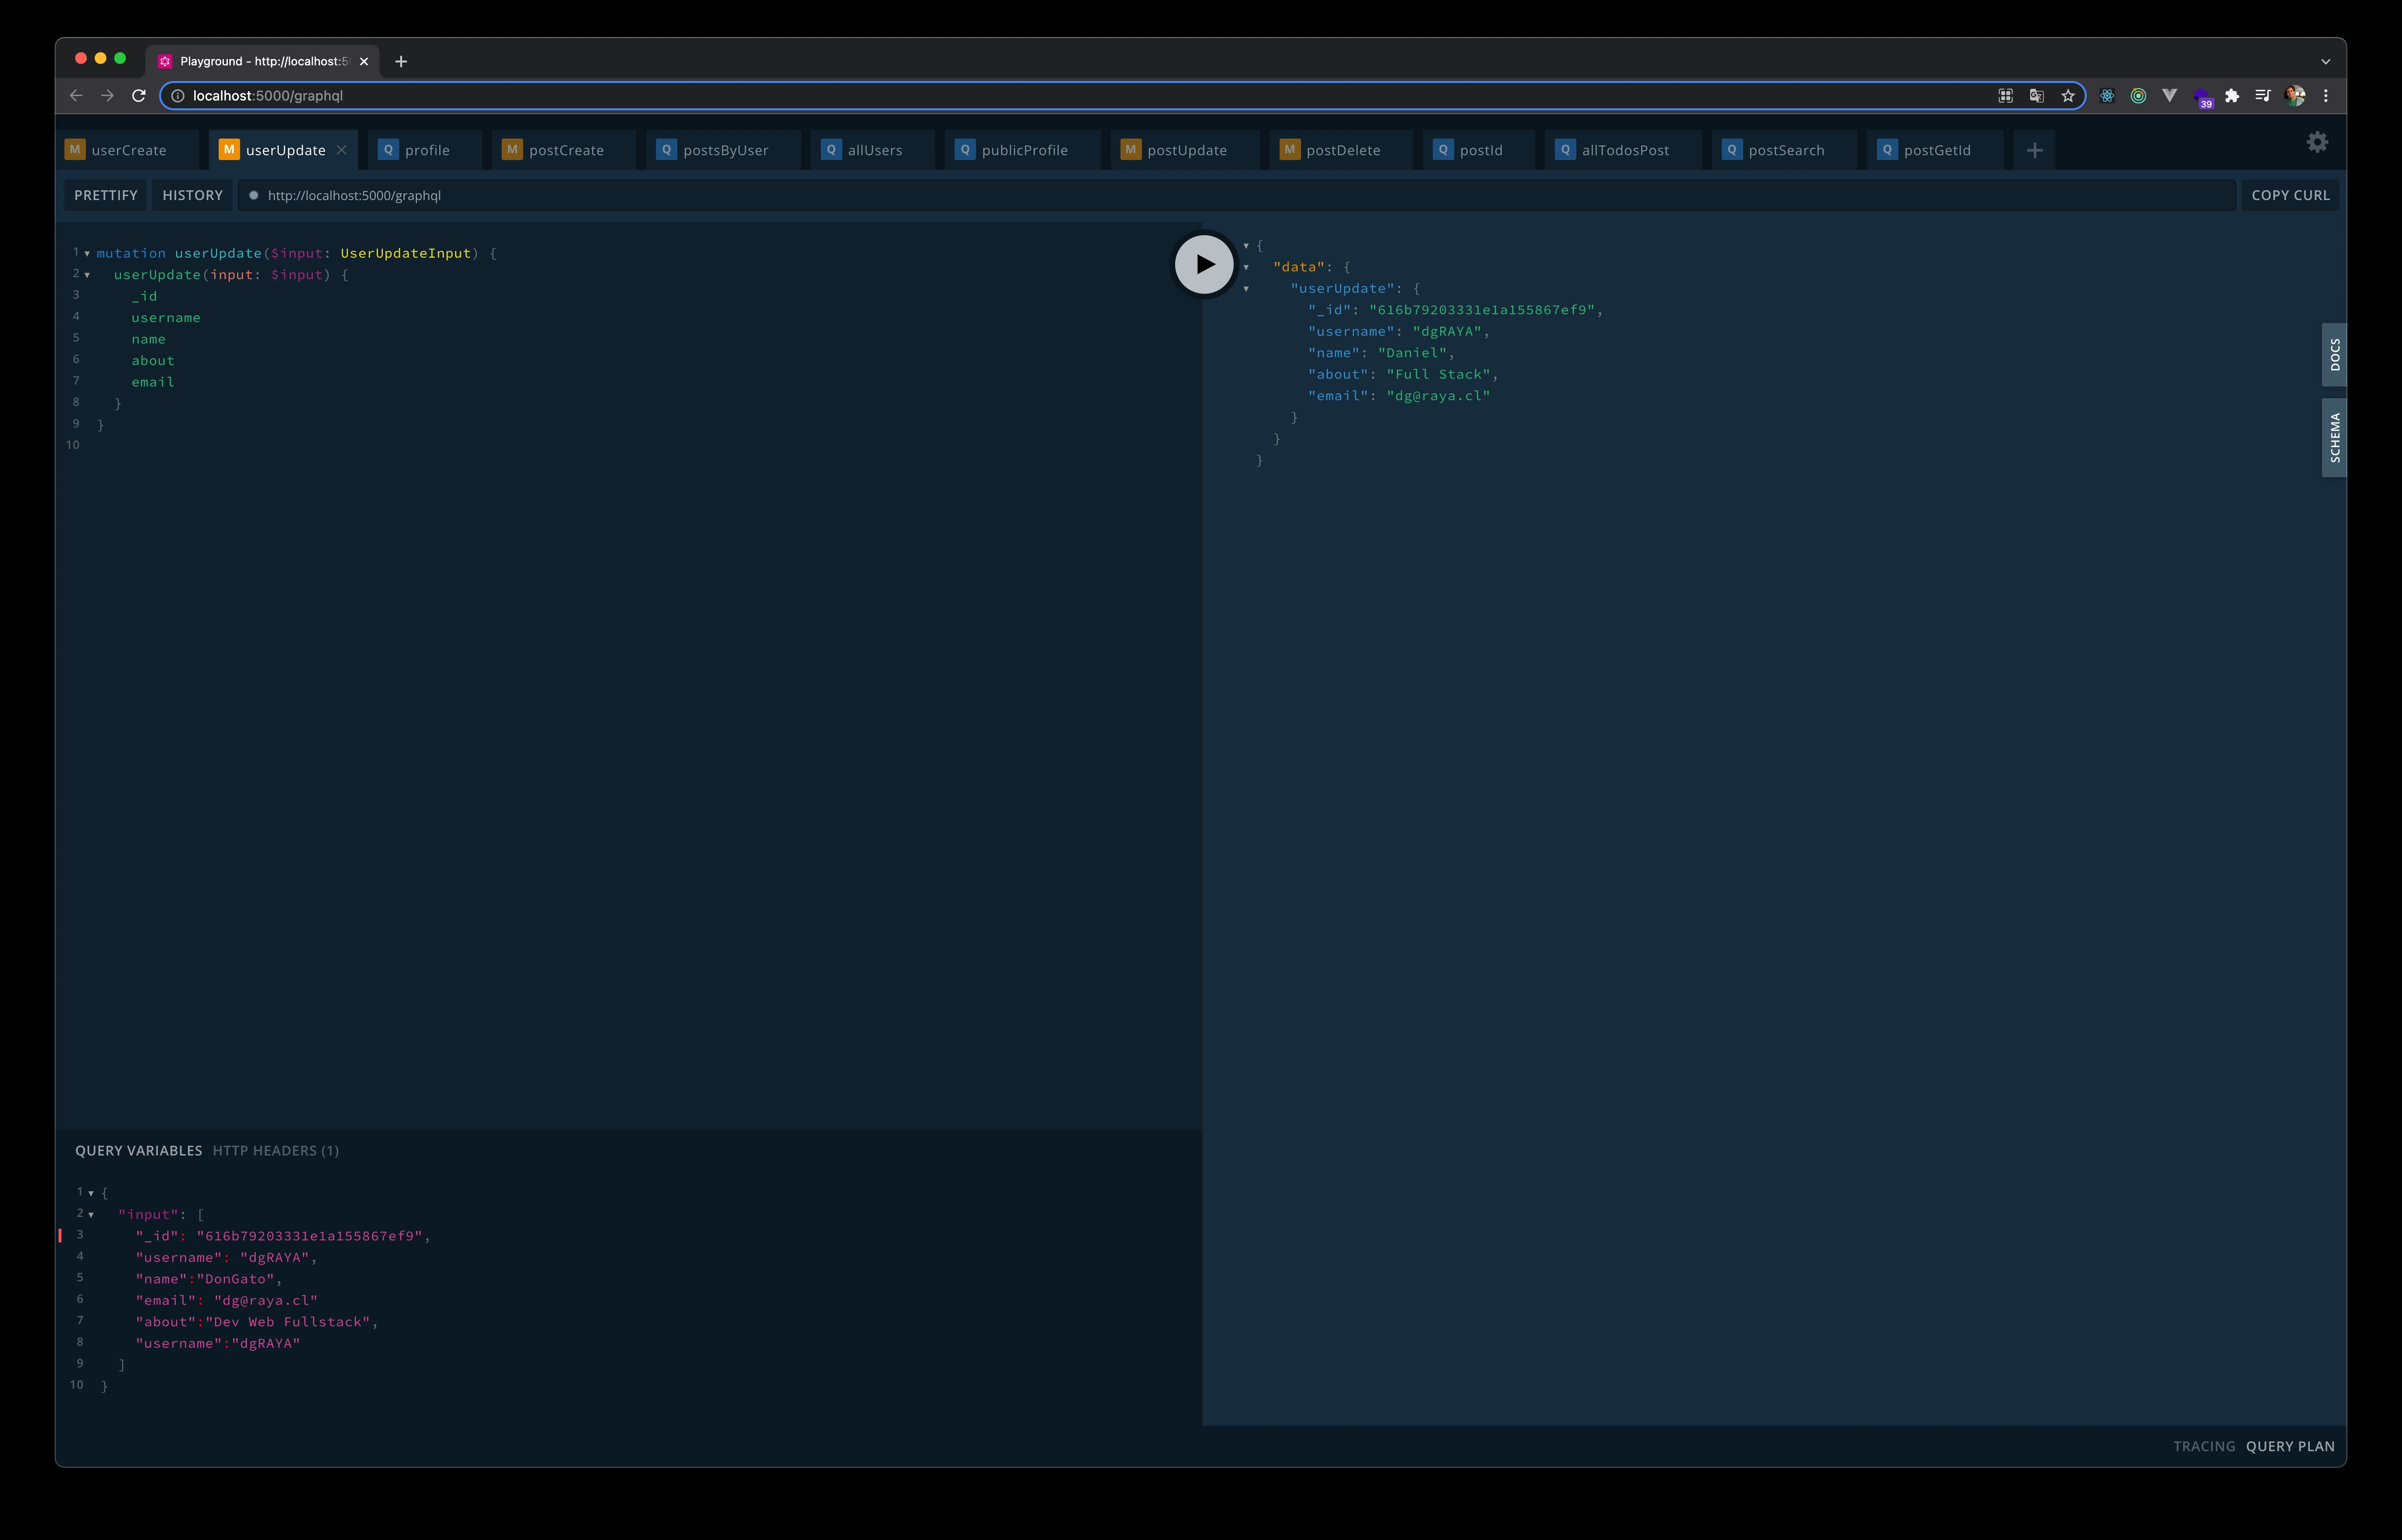 Playground - http://localhost:5
localhost:5000/graphql
39
M userCreate
M userUpdate
Q profile
M postCreate
Q postsByUser
Q allUsers
Q publicProfile
M postUpdate
M postDelete
Q postId
Q allTodosPost
Q postSearch
Q postGetId
PRETTIFY
HISTORY
http://localhost:5000/graphql
COPY CURL
1 mutation userUpdate($input: UserUpdateInput) {
2 userUpdate(input: $input) {
3 _id
4 username
5 name
6 about
7 email
8 }
9 }
10
{
"data": {
"userUpdate": {
"_id": "616b79203331e1a155867ef9",
"username": "dgRAYA",
"name": "Daniel",
"about": "Full Stack",
"email": "dg@raya.cl"
}
}
}
DOCS
SCHEMA
QUERY VARIABLES HTTP HEADERS (1)
1 {
2 "input": [
3 "_id": "616b79203331e1a155867ef9",
4 "username": "dgRAYA",
5 "name":"DonGato",
6 "email": "dg@raya.cl"
7 "about":"Dev Web Fullstack",
8 "username":"dgRAYA"
9 ]
10 }
TRACING QUERY PLAN